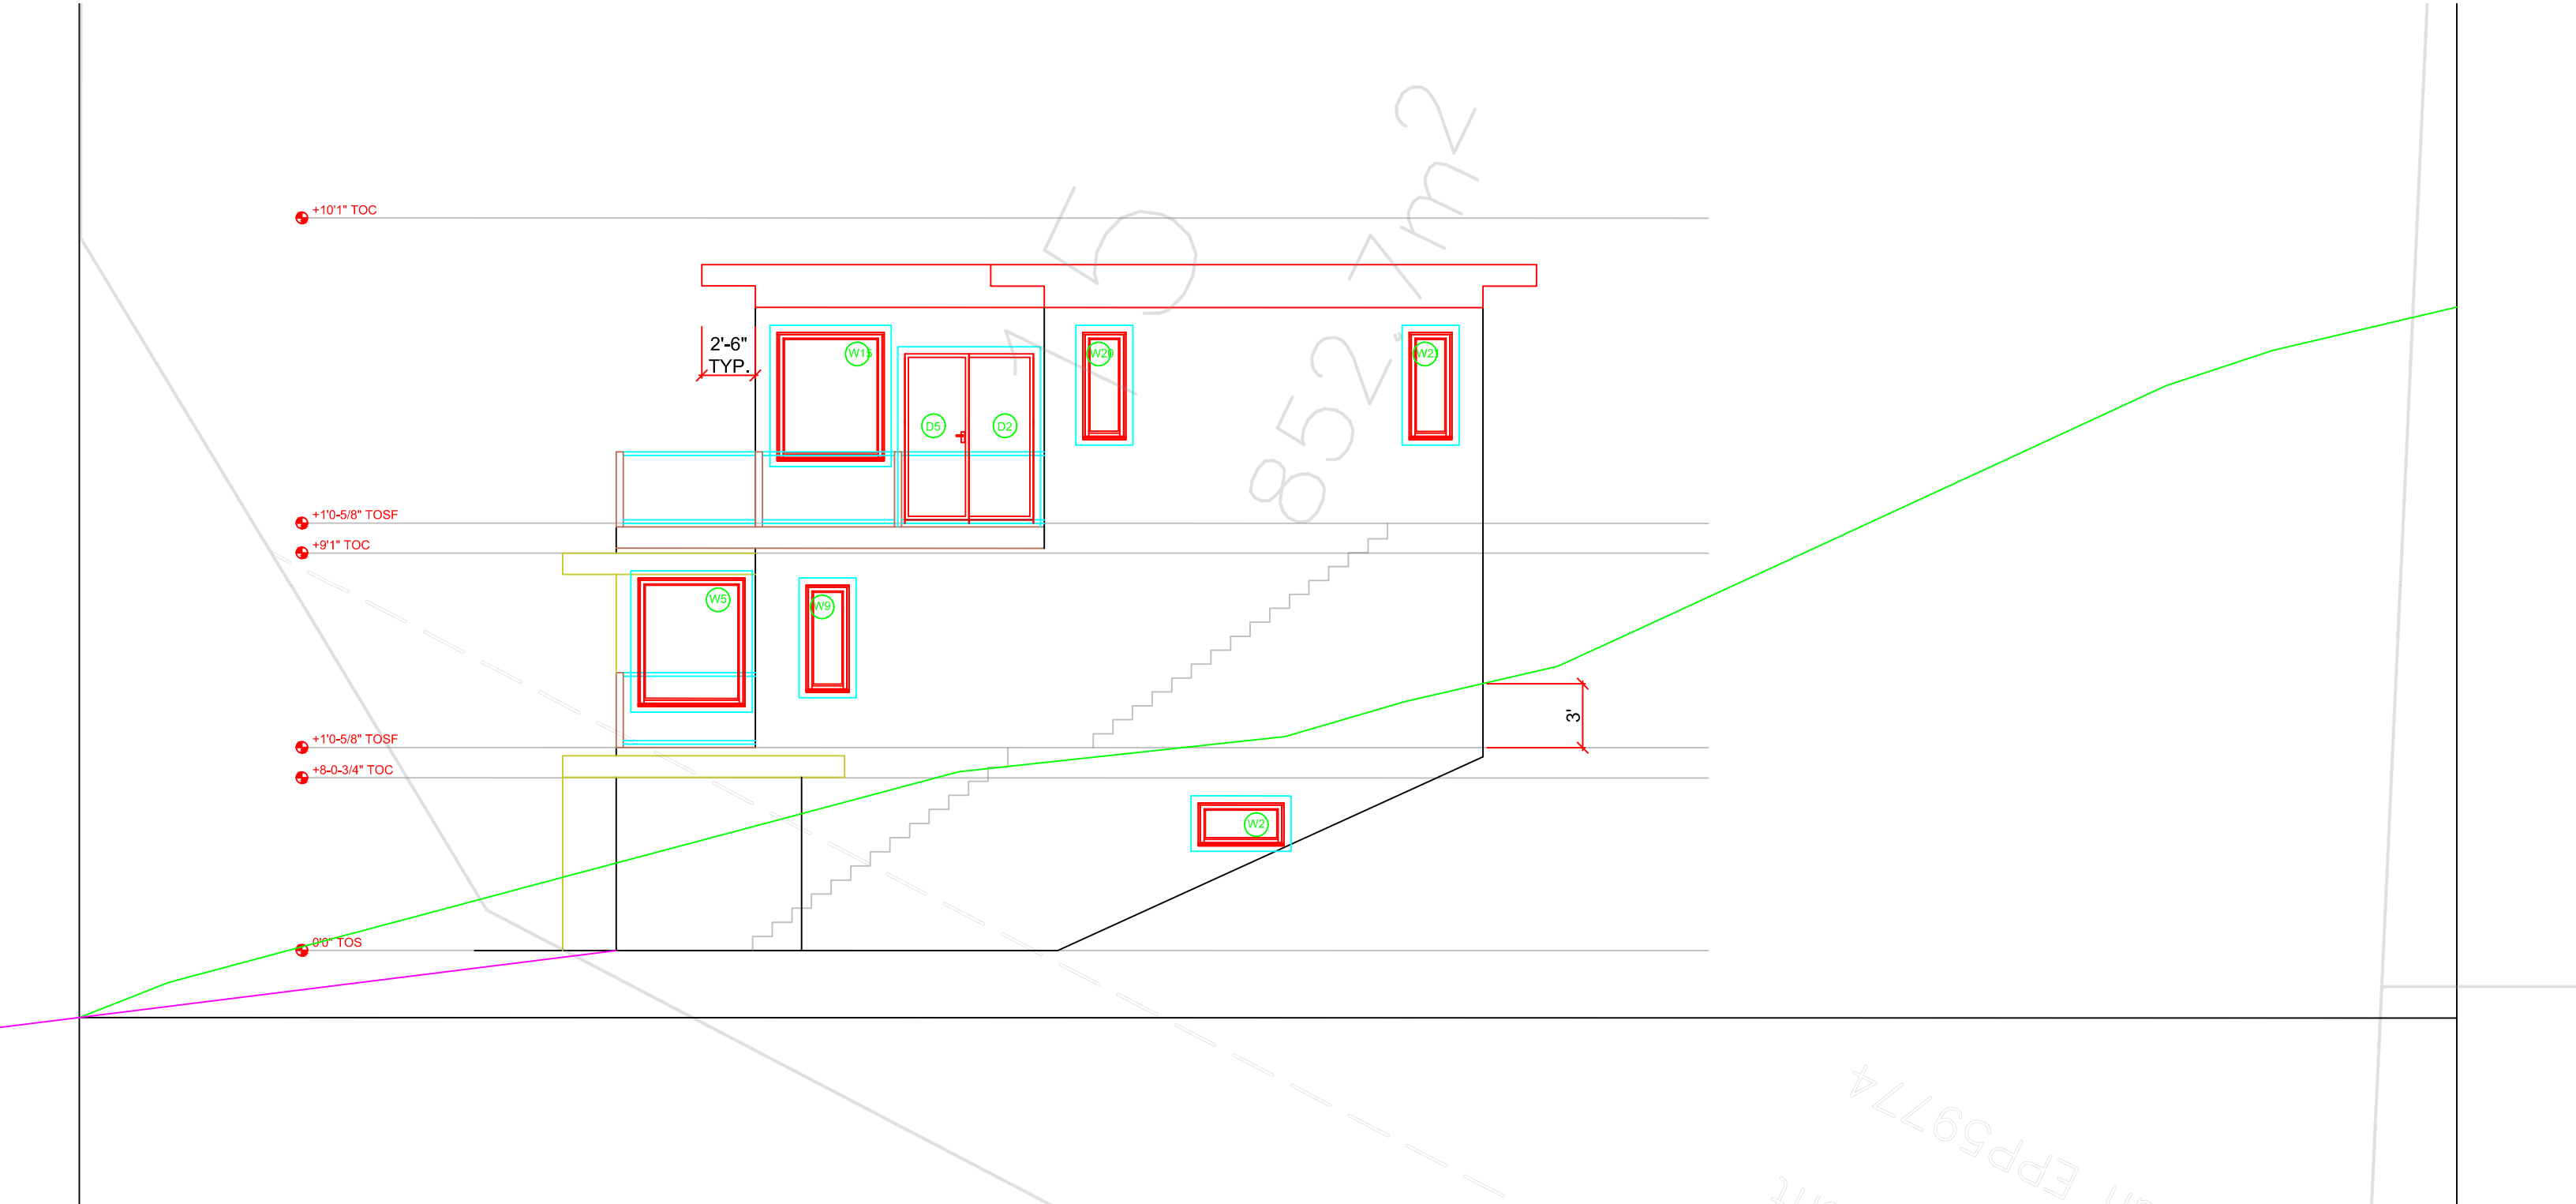 +10'1" TOC
15
852.7m2
2'-6"
TYP.
W15
W20
W21
D5
D2
+1'0-5/8" TOSF
+9'1" TOC
W5
W9
3'
+1'0-5/8" TOSF
+8-0-3/4" TOC
W2
0'0" TOS
EPP59774